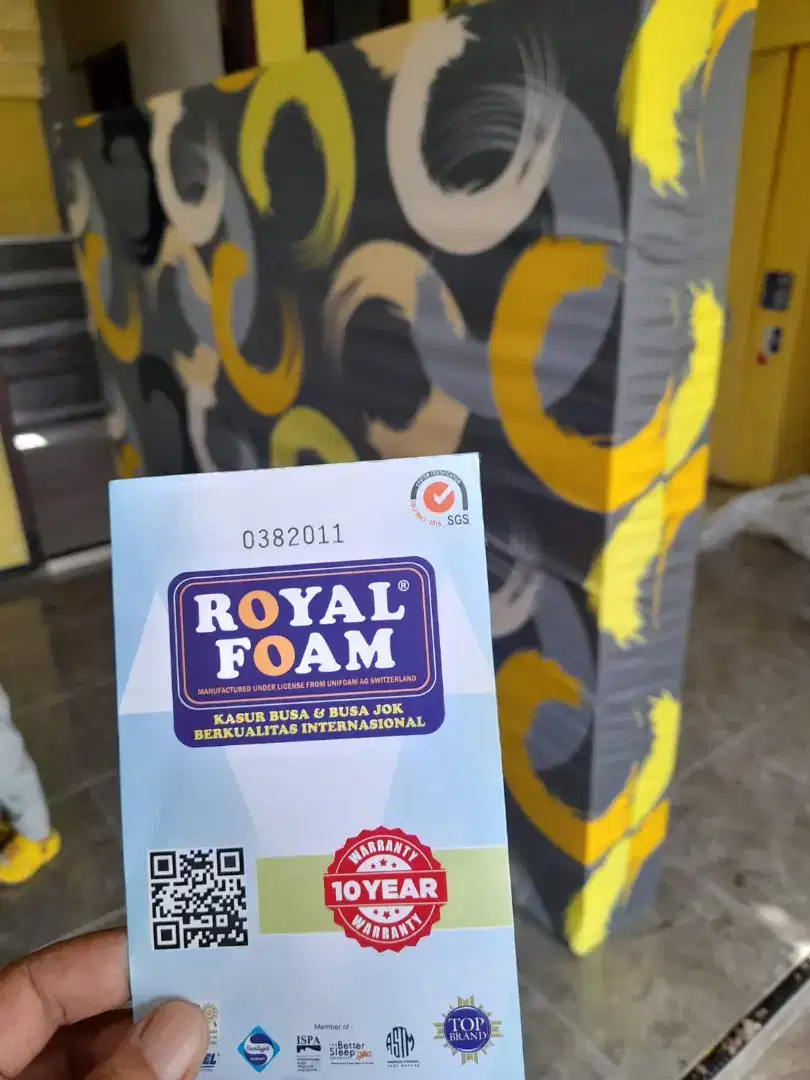 SGS
0382011
ROYAL
FOAM
®
MANUFACTURED UNDER LICENSE FROM UNIFOAM AG SWITZERLAND
KASUR BUSA & BUSA JOK
BERKUALITAS INTERNASIONAL
WARRANTY
10 YEAR
WARRANTY
Member of :
ISPA
Better
Sleep
ASTM
TOP
BRAND